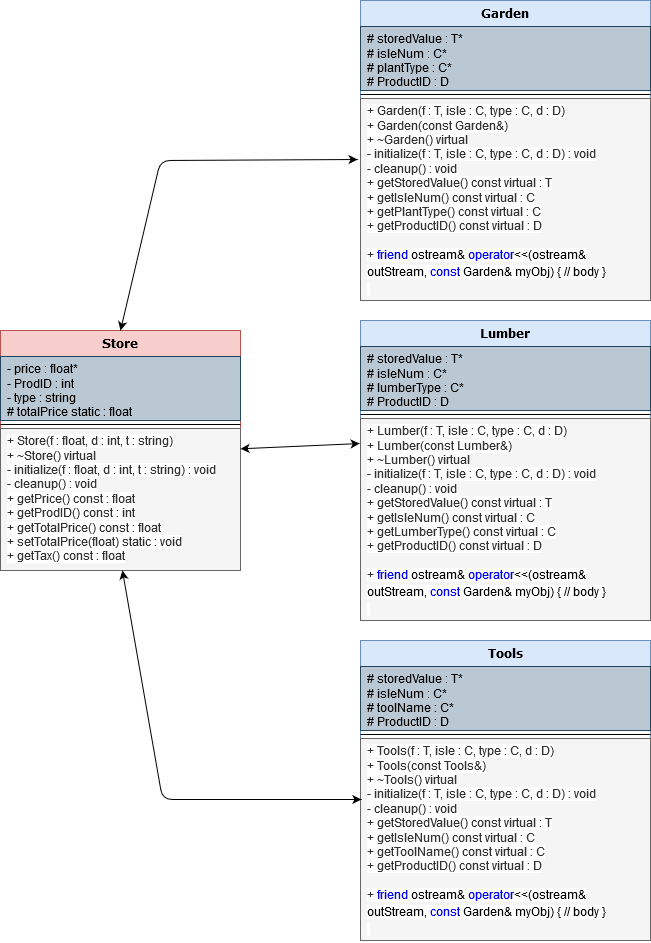 Garden
# storedValue : T*
# isleNum : C*
# plantType : C*
# ProductID : D
+ Garden(f : T, isle : C, type : C, d : D)
+ Garden(const Garden&)
+ ~Garden() virtual
- initialize(f : T, isle : C, type : C, d : D) : void
- cleanup() : void
+ getStoredValue() const virtual : T
+ getIsleNum() const virtual : C
+ getPlantType() const virtual : C
+ getProductID() const virtual : D
+ friend ostream& operator<<(ostream&
outStream, const Garden& myObj) { // body }
Store
- price : float*
- ProdID : int
- type : string
# totalPrice static : float
+ Store(f : float, d : int, t : string)
+ ~Store() virtual
- initialize(f : float, d : int, t : string) : void
- cleanup() : void
+ getPrice() const : float
+ getProdID() const : int
+ getTotalPrice() const : float
+ setTotalPrice(float) static : void
+ getTax() const : float
Lumber
# storedValue : T*
# isleNum : C*
# lumberType : C*
# ProductID : D
+ Lumber(f : T, isle : C, type : C, d : D)
+ Lumber(const Lumber&)
+ ~Lumber() virtual
- initialize(f : T, isle : C, type : C, d : D) : void
- cleanup() : void
+ getStoredValue() const virtual : T
+ getIsleNum() const virtual : C
+ getLumberType() const virtual : C
+ getProductID() const virtual : D
+ friend ostream& operator<<(ostream&
outStream, const Garden& myObj) { // body }
Tools
# storedValue : T*
# isleNum : C*
# toolName : C*
# ProductID : D
+ Tools(f : T, isle : C, type : C, d : D)
+ Tools(const Tools&)
+ ~Tools() virtual
- initialize(f : T, isle : C, type : C, d : D) : void
- cleanup() : void
+ getStoredValue() const virtual : T
+ getIsleNum() const virtual : C
+ getToolName() const virtual : C
+ getProductID() const virtual : D
+ friend ostream& operator<<(ostream&
outStream, const Garden& myObj) { // body }